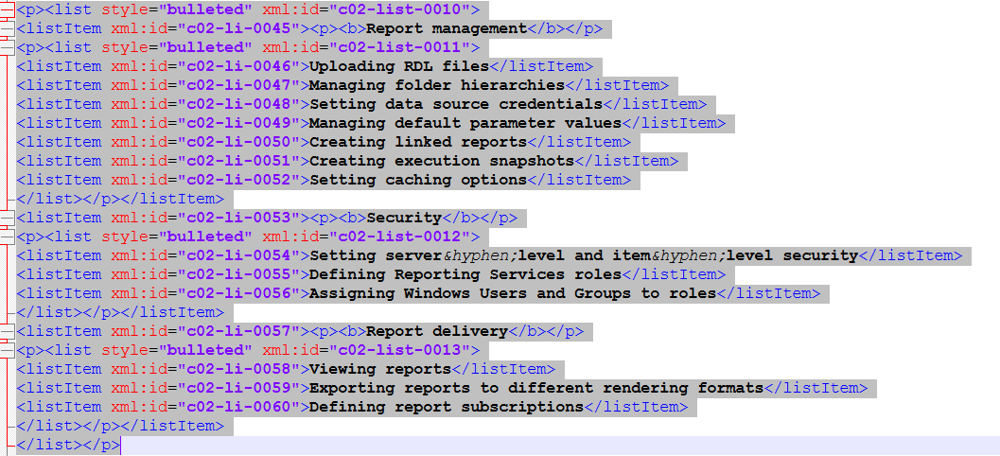 <p><list style="bulleted" xml:id="c02-list-0010">
<listItem xml:id="c02-li-0045"><p><b>Report management</b></p>
<p><list style="bulleted" xml:id="c02-list-0011">
<listItem xml:id="c02-li-0046">Uploading RDL files</listItem>
<listItem xml:id="c02-li-0047">Managing folder hierarchies</listItem>
<listItem xml:id="c02-li-0048">Setting data source credentials</listItem>
<listItem xml:id="c02-li-0049">Managing default parameter values</listItem>
<listItem xml:id="c02-li-0050">Creating linked reports</listItem>
<listItem xml:id="c02-li-0051">Creating execution snapshots</listItem>
<listItem xml:id="c02-li-0052">Setting caching options</listItem>
</list></p></listItem>
<listItem xml:id="c02-li-0053"><p><b>Security</b></p>
<p><list style="bulleted" xml:id="c02-list-0012">
<listItem xml:id="c02-li-0054">Setting server&hyphen;level and item&hyphen;level security</listItem>
<listItem xml:id="c02-li-0055">Defining Reporting Services roles</listItem>
<listItem xml:id="c02-li-0056">Assigning Windows Users and Groups to roles</listItem>
</list></p></listItem>
<listItem xml:id="c02-li-0057"><p><b>Report delivery</b></p>
<p><list style="bulleted" xml:id="c02-list-0013">
<listItem xml:id="c02-li-0058">Viewing reports</listItem>
<listItem xml:id="c02-li-0059">Exporting reports to different rendering formats</listItem>
<listItem xml:id="c02-li-0060">Defining report subscriptions</listItem>
</list></p></listItem>
</list></p>